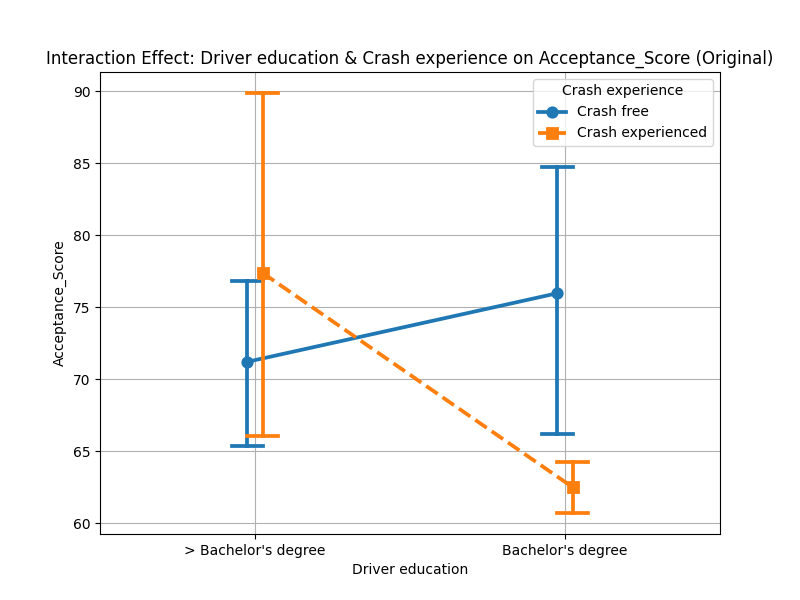 Interaction Effect: Driver education & Crash experience on Acceptance_Score (Original)
Crash experience
Crash free
Crash experienced
Acceptance_Score
90
85
80
75
70
65
60
> Bachelor's degree
Bachelor's degree
Driver education